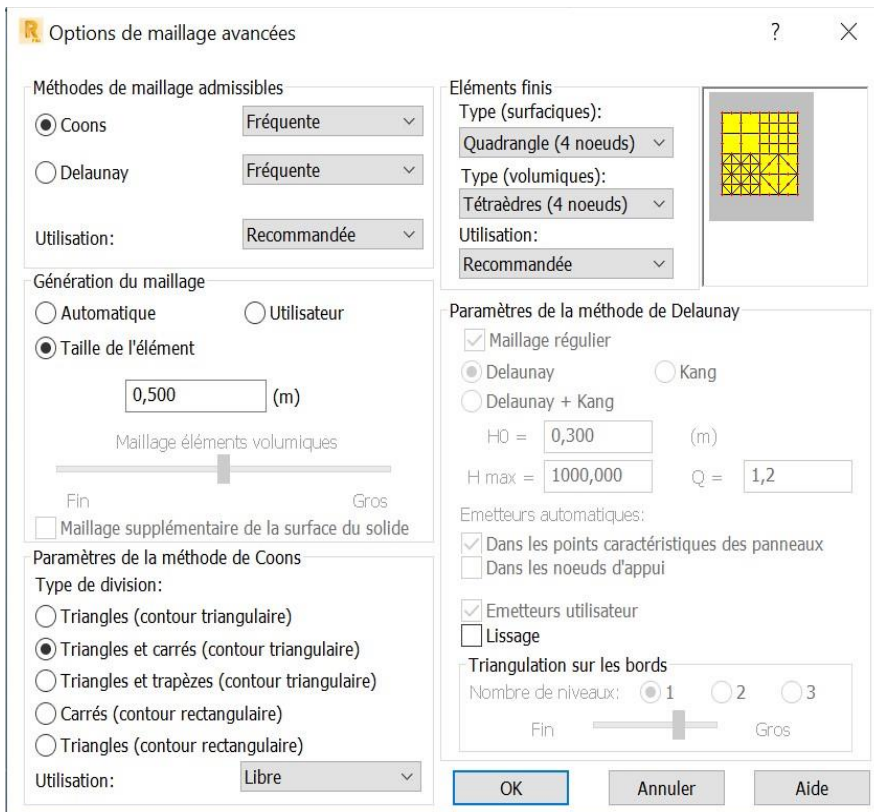 Options de maillage avancées
?
Méthodes de maillage admissibles
Coons Fréquente
Delaunay Fréquente
Utilisation: Recommandée
Génération du maillage
Automatique Utilisateur
Taille de l'élément
0,500 (m)
Maillage éléments volumiques
Fin Gros
Maillage supplémentaire de la surface du solide
Paramètres de la méthode de Coons
Type de division:
Triangles (contour triangulaire)
Triangles et carrés (contour triangulaire)
Triangles et trapèzes (contour triangulaire)
Carrés (contour rectangulaire)
Triangles (contour rectangulaire)
Utilisation: Libre
Eléments finis
Type (surfaciques):
Quadrangle (4 noeuds)
Type (volumiques):
Tétraèdres (4 noeuds)
Utilisation:
Recommandée
Paramètres de la méthode de Delaunay
Maillage régulier
Delaunay Kang
Delaunay + Kang
H0 = 0,300 (m)
H max = 1000,000 Q = 1,2
Emetteurs automatiques:
Dans les points caractéristiques des panneaux
Dans les noeuds d'appui
Emetteurs utilisateur
Lissage
Triangulation sur les bords
Nombre de niveaux: 1 2 3
Fin Gros
OK Annuler Aide